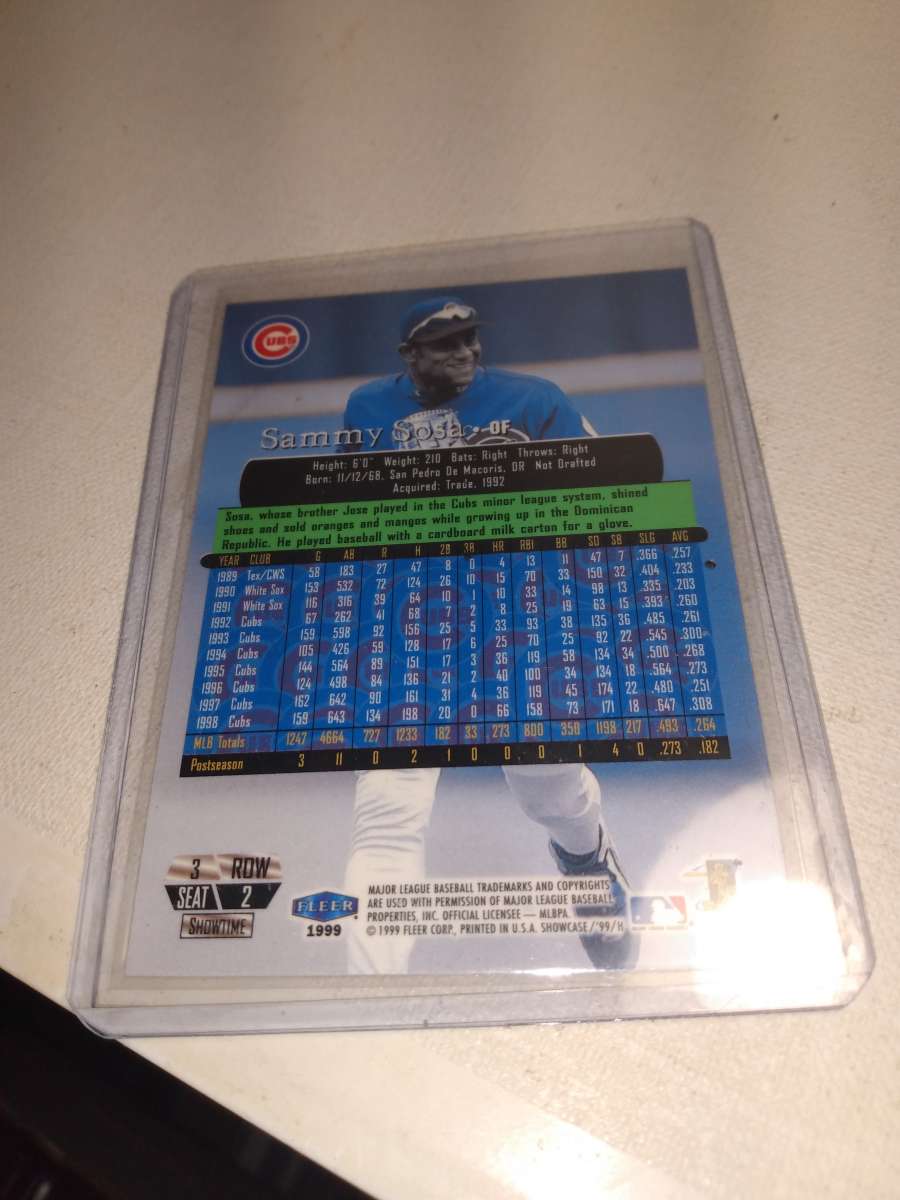 CUBS
Sammy Sosa • OF
Height: 6'0" Weight: 210 Bats: Right Throws: Right
Born: 11/12/68, San Pedro De Macoris, DR Not Drafted
Acquired: Trade, 1992
Sosa, whose brother Jose played in the Cubs minor league system, shined
shoes and sold oranges and mangos while growing up in the Dominican
Republic. He played baseball with a cardboard milk carton for a glove.
YEAR CLUB G AB R H 2B 3B HR RBI BB SO SB SLG AVG
1989 Tex/CWS 58 183 27 47 8 0 4 13 11 47 7 .366 .257
1990 White Sox 153 532 72 124 26 10 15 70 33 150 32 .404 .233
1991 White Sox 116 316 39 64 10 1 10 33 14 98 13 .335 .203
1992 Cubs 67 262 41 68 7 2 8 25 19 63 15 .393 .260
1993 Cubs 159 598 92 156 25 5 33 93 38 135 36 .485 .261
1994 Cubs 105 426 59 128 17 6 25 70 25 92 22 .545 .300
1995 Cubs 144 564 89 151 17 3 36 119 58 134 34 .500 .268
1996 Cubs 124 498 84 136 21 2 40 100 34 134 18 .564 .273
1997 Cubs 162 642 90 161 31 4 36 119 45 174 22 .480 .251
1998 Cubs 159 643 134 198 20 0 66 158 73 171 18 .647 .308
MLB Totals 1247 4664 727 1233 182 33 273 800 350 1198 217 .493 .264
Postseason 3 11 0 2 1 0 0 0 1 4 0 .273 .182
3 ROW
SEAT 2
SHOWTIME
FLEER
1999
MAJOR LEAGUE BASEBALL TRADEMARKS AND COPYRIGHTS
ARE USED WITH PERMISSION OF MAJOR LEAGUE BASEBALL
PROPERTIES, INC. OFFICIAL LICENSEE — MLBPA.
© 1999 FLEER CORP., PRINTED IN U.S.A. SHOWCASE/'99/H